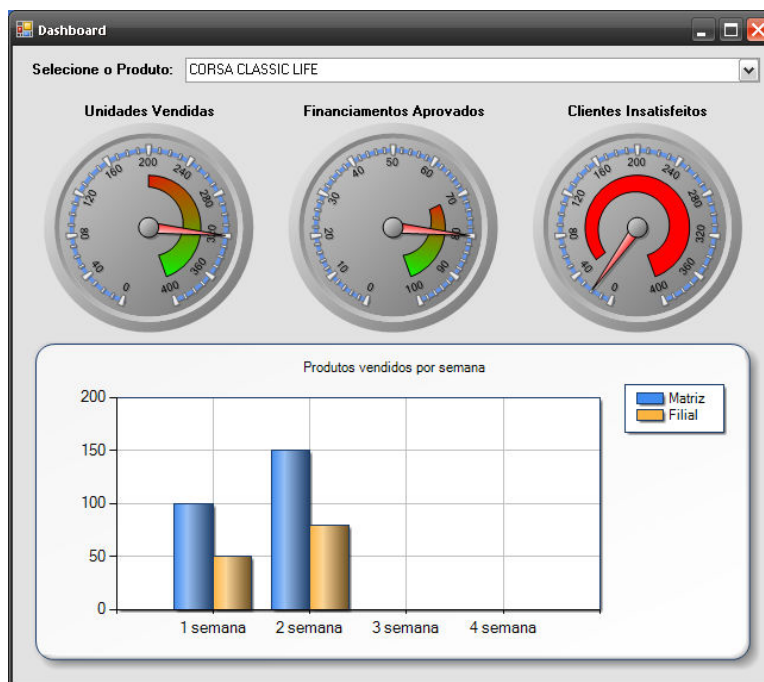 Dashboard
Selecione o Produto: CORSA CLASSIC LIFE
Unidades Vendidas Financiamentos Aprovados Clientes Insatisfeitos
0 40 80 120 160 200 240 280 320 360 400
0 10 20 30 40 50 60 70 80 90 100
0 40 80 120 160 200 240 280 320 360 400
Produtos vendidos por semana
Matriz
Filial
200
150
100
50
0
1 semana 2 semana 3 semana 4 semana